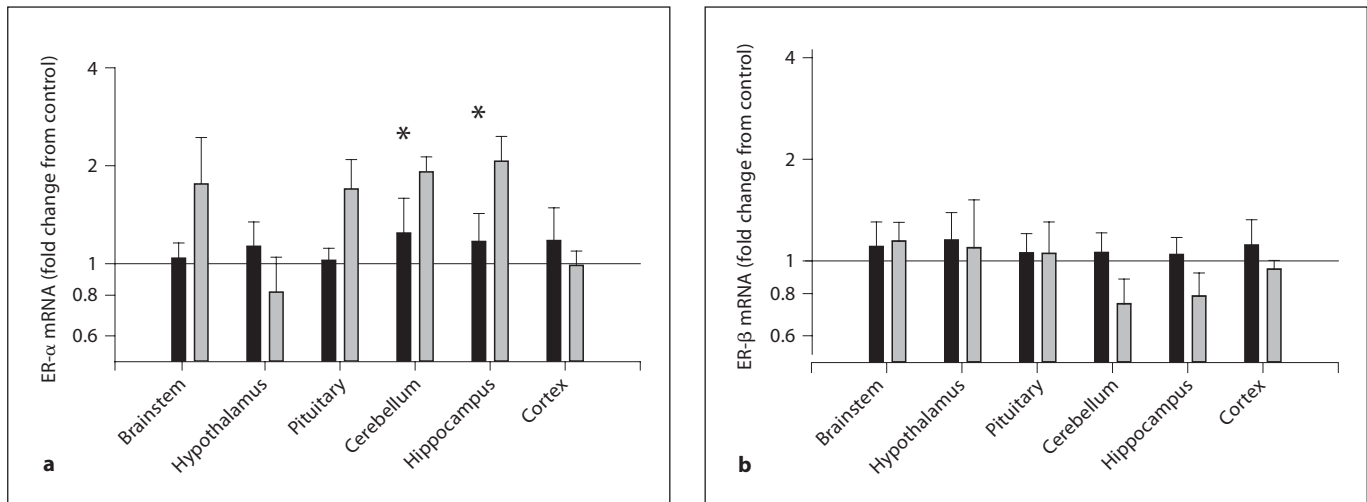 ER-α mRNA (fold change from control)
4
2
1
0.8
0.6
*
*
Brainstem
Hypothalamus
Pituitary
Cerebellum
Hippocampus
Cortex
a
ER-β mRNA (fold change from control)
4
2
1
0.8
0.6
Brainstem
Hypothalamus
Pituitary
Cerebellum
Hippocampus
Cortex
b